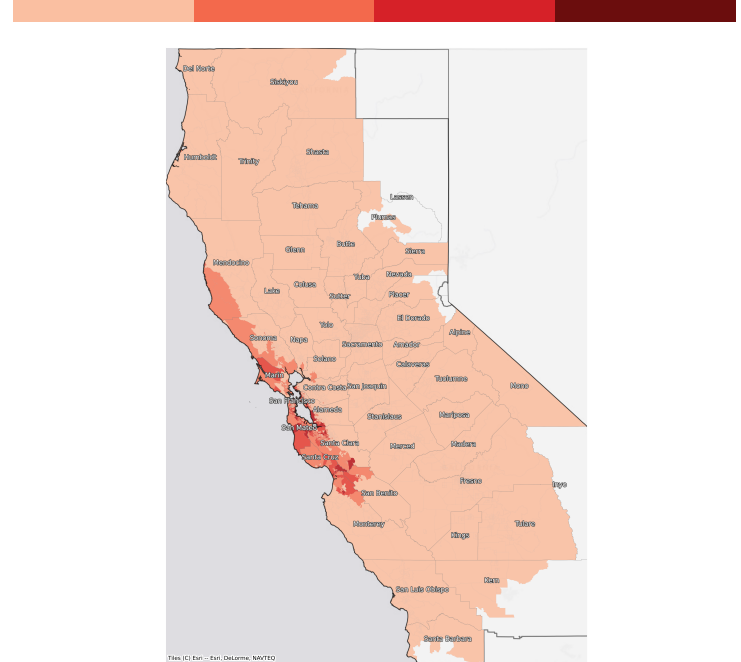 Del Norte
Siskiyou
Humboldt
Trinity
Shasta
Lassen
Tehama
Plumas
Butte
Glenn
Sierra
Mendocino
Yuba
Nevada
Lake
Colusa
Sutter
Placer
El Dorado
Yolo
Alpine
Sonoma
Napa
Sacramento
Amador
Solano
Calaveras
Marin
Tuolumne
Contra Costa
San Joaquin
Mono
San Francisco
Alameda
Stanislaus
Mariposa
San Mateo
Santa Clara
Merced
Madera
Santa Cruz
Fresno
Inyo
San Benito
Monterey
Tulare
Kings
Kern
San Luis Obispo
Santa Barbara
Tiles (C) Esri -- Esri, DeLorme, NAVTEQ